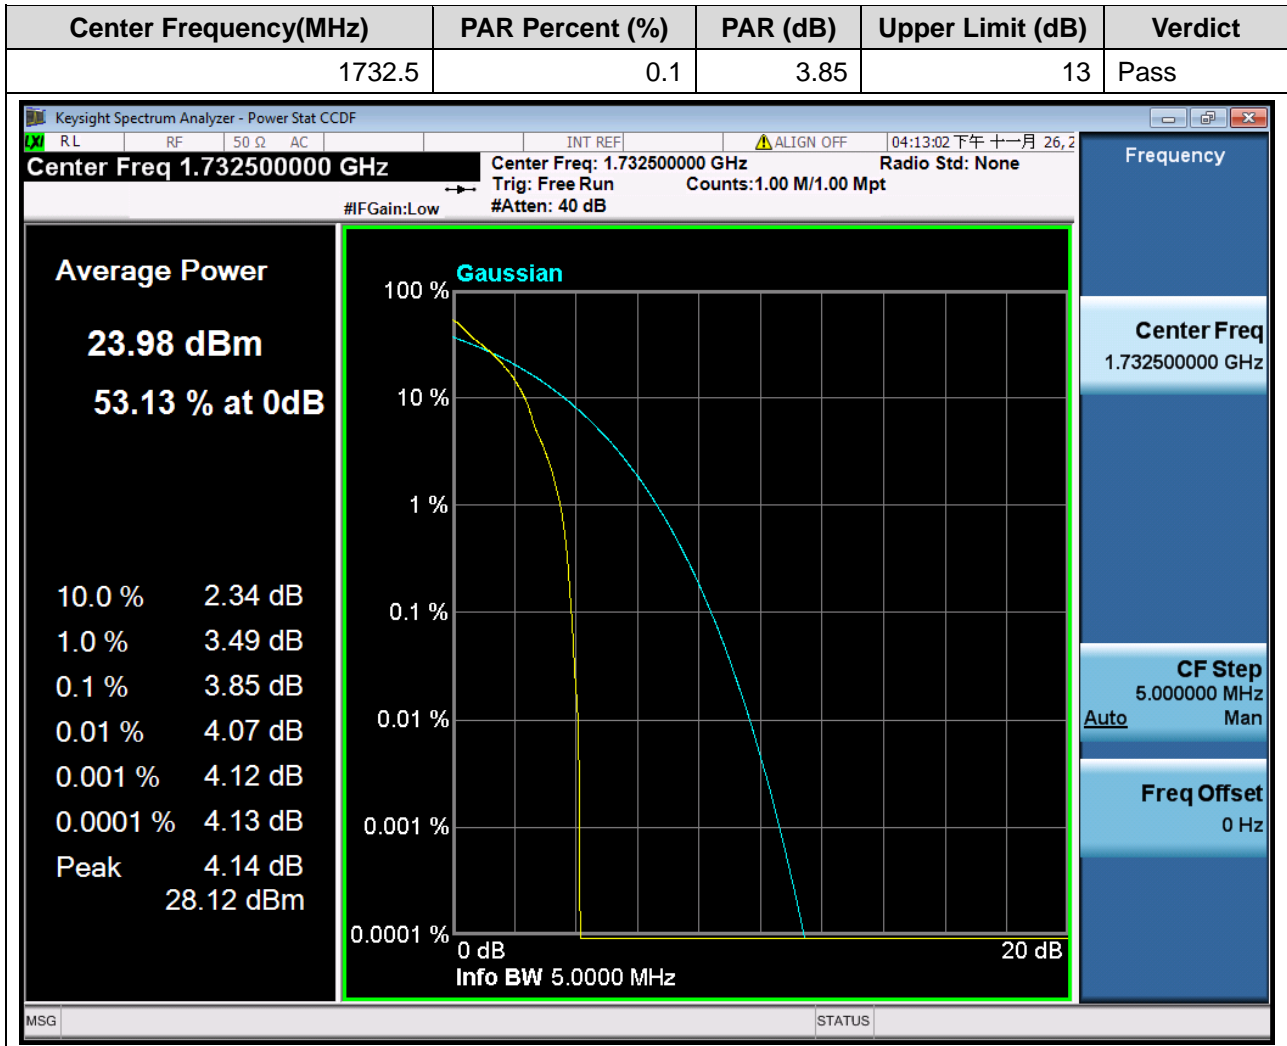 Center Frequency(MHz) PAR Percent (%) PAR (dB) Upper Limit (dB) Verdict
1732.5 0.1 3.85 13 Pass
Keysight Spectrum Analyzer - Power Stat CCDF
LXI RL RF 50 Ω AC INT REF ALIGN OFF 04:13:02 下午 十一月 26, 2
Center Freq 1.732500000 GHz
Center Freq: 1.732500000 GHz Radio Std: None
Trig: Free Run Counts:1.00 M/1.00 Mpt
#IFGain:Low #Atten: 40 dB
Frequency
Average Power
23.98 dBm
53.13 % at 0dB
10.0 % 2.34 dB
1.0 % 3.49 dB
0.1 % 3.85 dB
0.01 % 4.07 dB
0.001 % 4.12 dB
0.0001 % 4.13 dB
Peak 4.14 dB
28.12 dBm
Gaussian
100 %
10 %
1 %
0.1 %
0.01 %
0.001 %
0.0001 %
0 dB 20 dB
Info BW 5.0000 MHz
Center Freq
1.732500000 GHz
CF Step
5.000000 MHz
Auto Man
Freq Offset
0 Hz
MSG STATUS